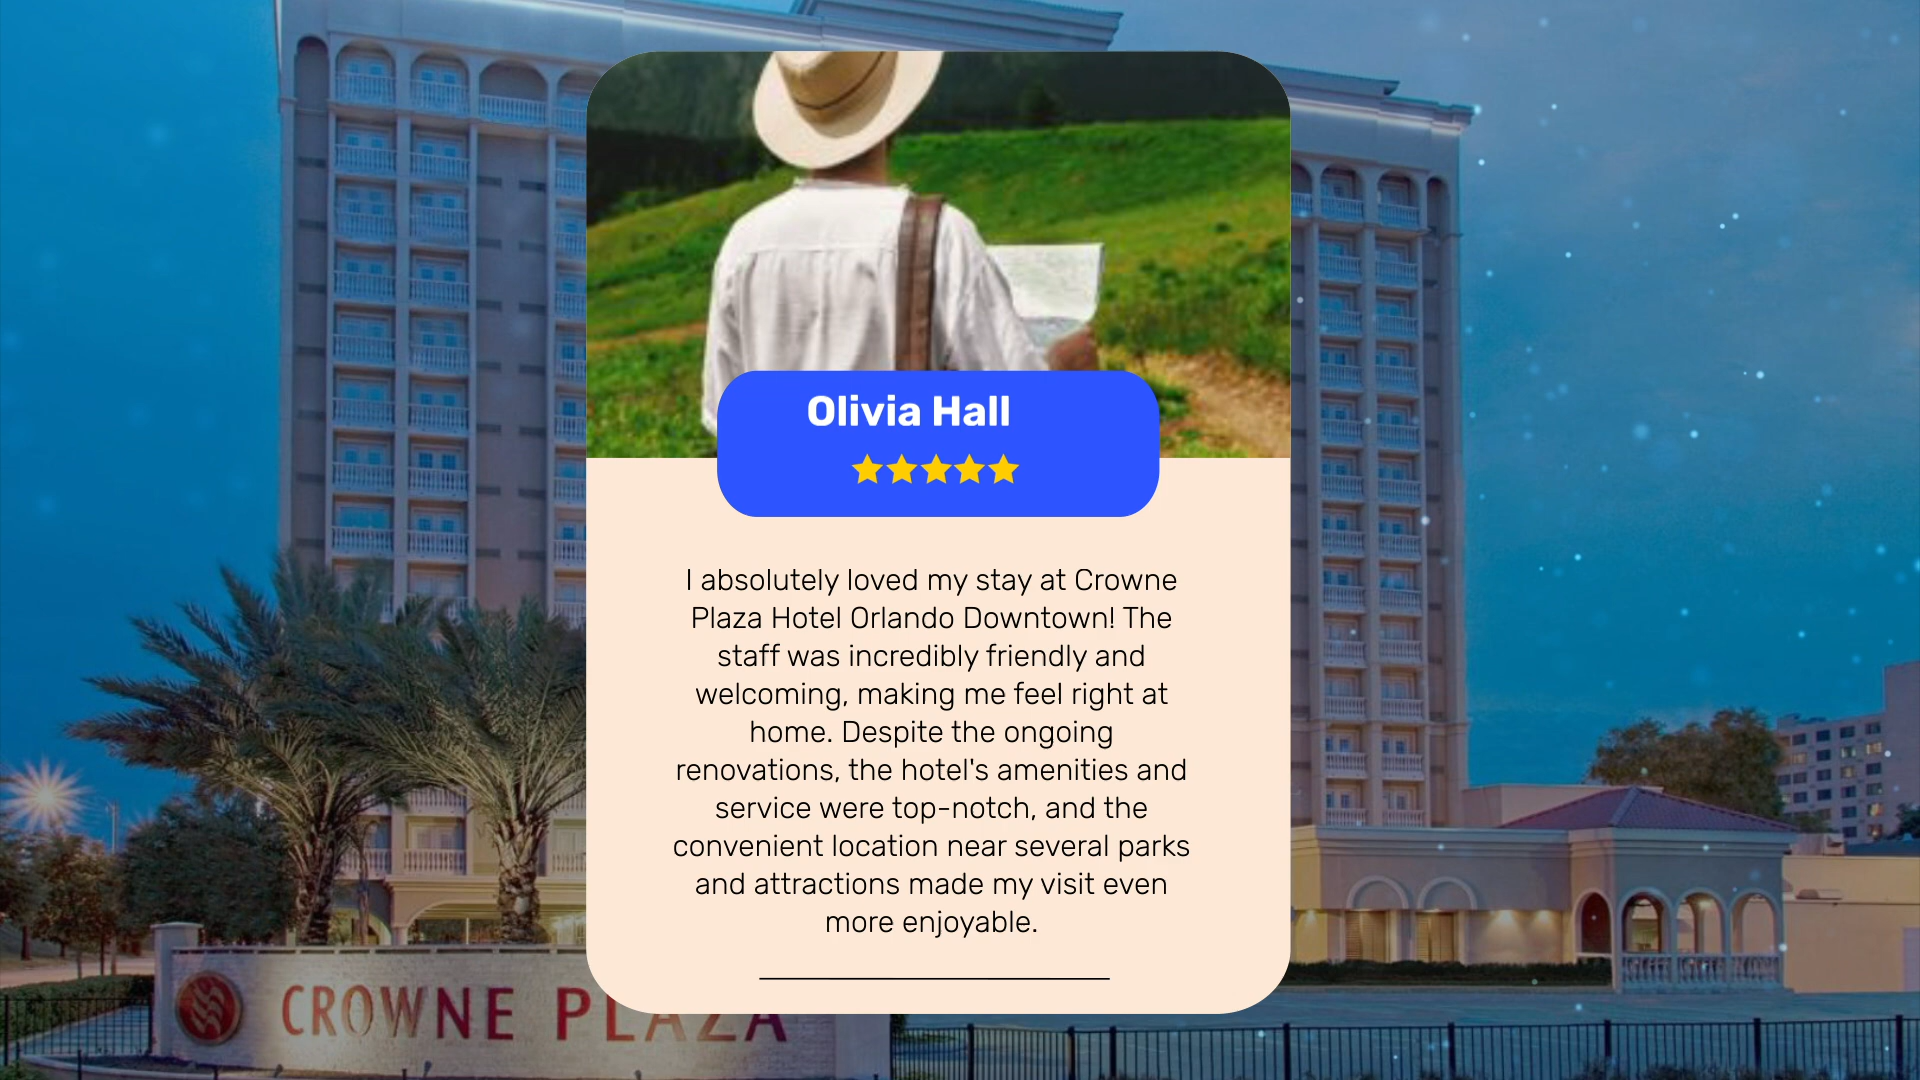 Olivia Hall
I absolutely loved my stay at Crowne
Plaza Hotel Orlando Downtown! The
staff was incredibly friendly and
welcoming, making me feel right at
home. Despite the ongoing
renovations, the hotel's amenities and
service were top-notch, and the
convenient location near several parks
and attractions made my visit even
more enjoyable.
CROWNE PLAZA